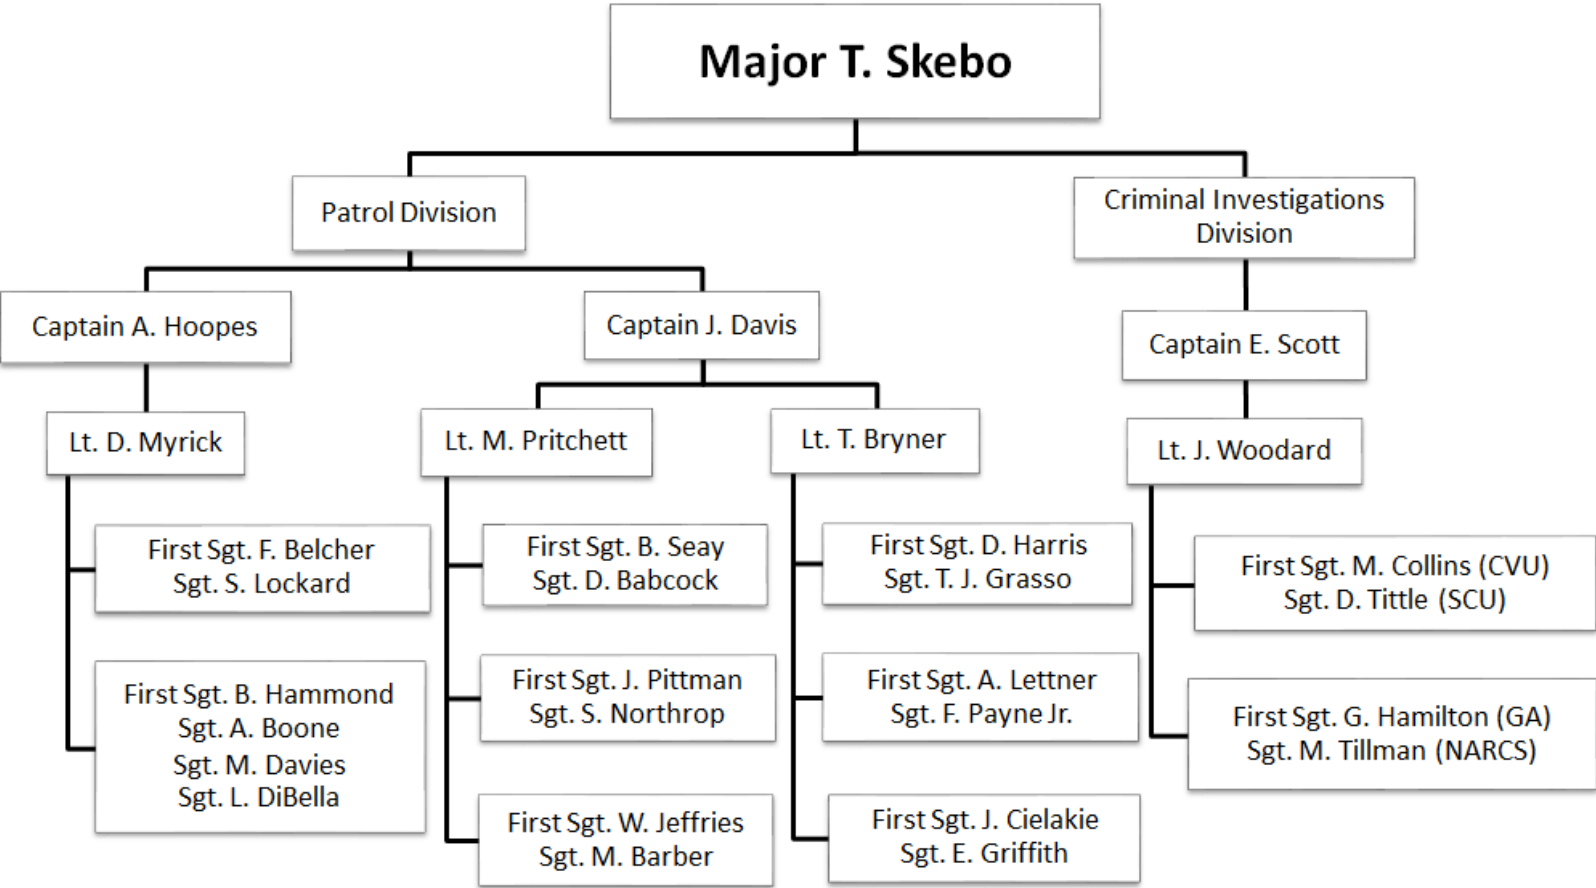 Major T. Skebo
Patrol Division
Criminal Investigations
Division
Captain A. Hoopes
Captain J. Davis
Captain E. Scott
Lt. D. Myrick
Lt. M. Pritchett
Lt. T. Bryner
Lt. J. Woodard
First Sgt. F. Belcher
Sgt. S. Lockard
First Sgt. B. Hammond
Sgt. A. Boone
Sgt. M. Davies
Sgt. L. DiBella
First Sgt. B. Seay
Sgt. D. Babcock
First Sgt. J. Pittman
Sgt. S. Northrop
First Sgt. W. Jeffries
Sgt. M. Barber
First Sgt. D. Harris
Sgt. T. J. Grasso
First Sgt. A. Lettner
Sgt. F. Payne Jr.
First Sgt. J. Cielakie
Sgt. E. Griffith
First Sgt. M. Collins (CVU)
Sgt. D. Tittle (SCU)
First Sgt. G. Hamilton (GA)
Sgt. M. Tillman (NARCS)